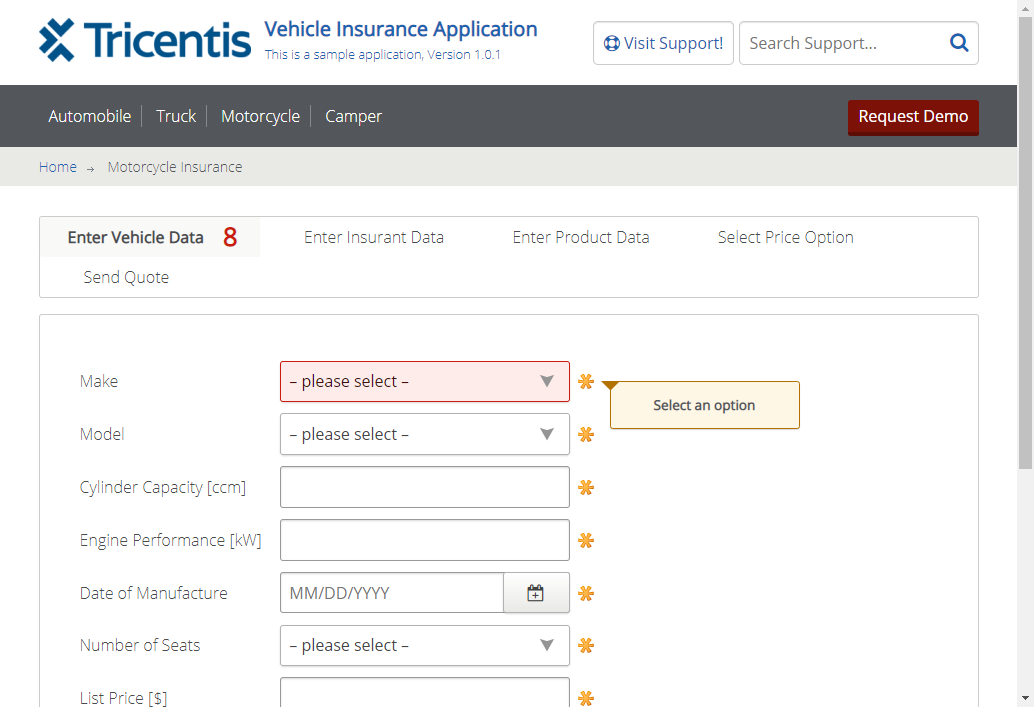 Tricentis
Vehicle Insurance Application
This is a sample application, Version 1.0.1
Visit Support!
Search Support...
Automobile
Truck
Motorcycle
Camper
Request Demo
Home → Motorcycle Insurance
Enter Vehicle Data 8
Enter Insurant Data
Enter Product Data
Select Price Option
Send Quote
Make
– please select –
Select an option
Model
– please select –
Cylinder Capacity [ccm]
Engine Performance [kW]
Date of Manufacture
MM/DD/YYYY
Number of Seats
– please select –
List Price [$]